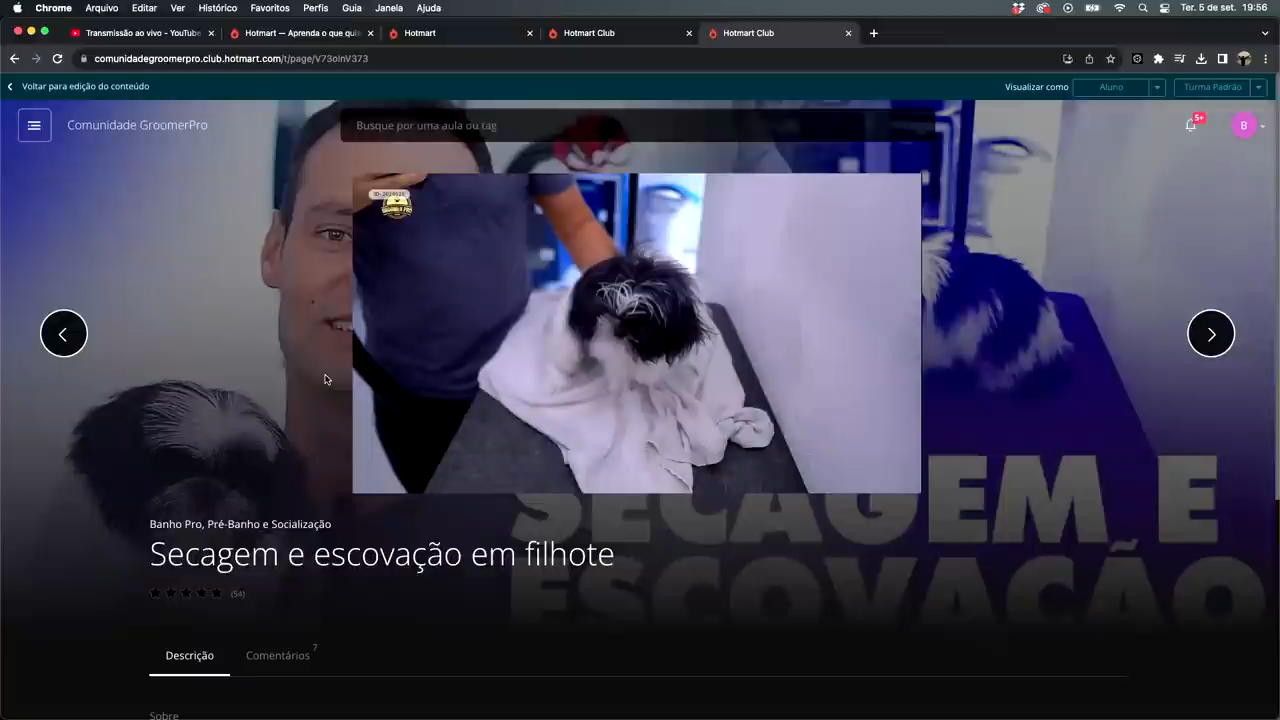 Chrome Arquivo Editar Ver Histórico Favoritos Perfis Guia Janela Ajuda Ter. 5 de set. 19:56
Transmissão ao vivo - YouTube Hotmart — Aprenda o que qui Hotmart Hotmart Club Hotmart Club
comunidadegroomerpro.club.hotmart.com/t/page/
Voltar para edição do conteúdo Visualizar como Aluno Turma Padrão
Comunidade GroomerPro Busque por uma aula ou tag 5+ B
SECAGEM E
ESCOVAÇÃO
Banho Pro, Pré-Banho e Socialização
Secagem e escovação em filhote
(54)
Descrição Comentários 7
Sobre